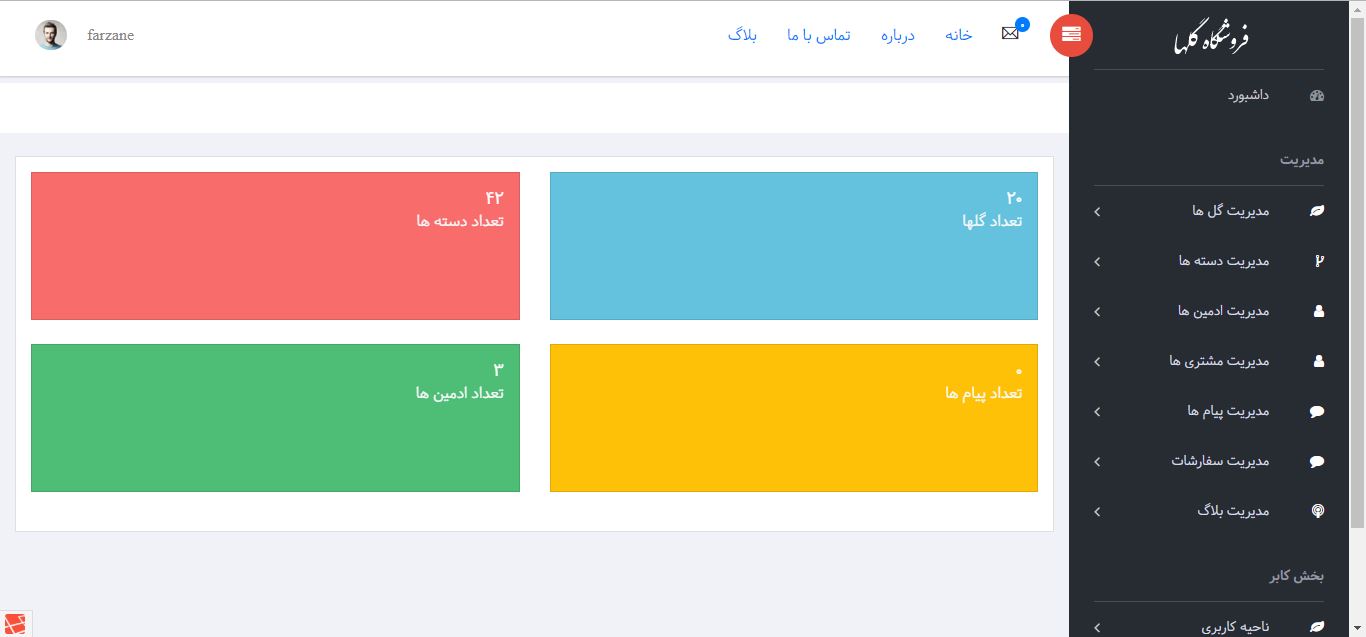 فروشگاه گلها
داشبورد
مدیریت
مدیریت گل ها
مدیریت دسته ها
مدیریت ادمین ها
مدیریت مشتری ها
مدیریت پیام ها
مدیریت سفارشات
مدیریت بلاگ
بخش کابر
ناحیه کاربری
۰
خانه
درباره
تماس با ما
بلاگ
farzane
۲۰
تعداد گلها
۴۲
تعداد دسته ها
۰
تعداد پیام ها
۳
تعداد ادمین ها